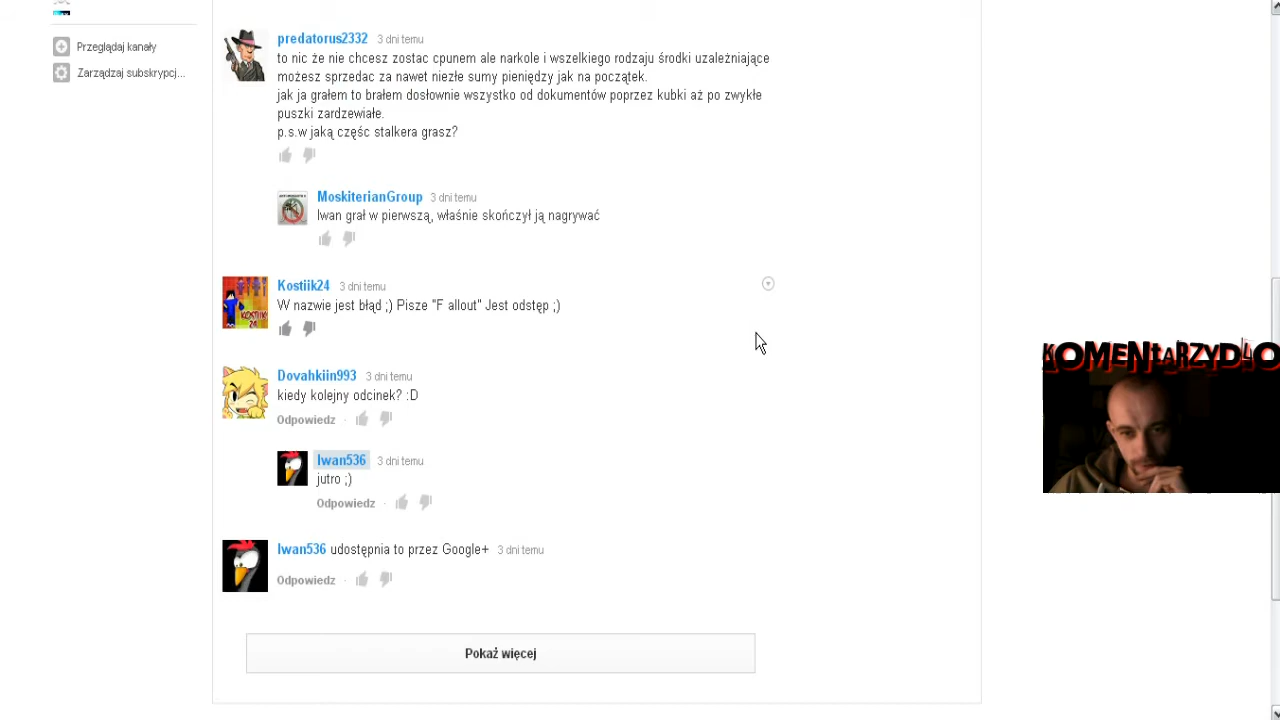 Przeglądaj kanały
Zarządzaj subskrypcj...
predatorus2332 3 dni temu
to nic że nie chcesz zostac cpunem ale narkole i wszelkiego rodzaju środki uzależniające
możesz sprzedac za nawet niezłe sumy pieniędzy jak na początek.
jak ja grałem to brałem dosłownie wszystko od dokumentów poprzez kubki aż po zwykłe
puszki zardzewiałe.
p.s.w jaką częśc stalkera grasz?
MoskiterianGroup 3 dni temu
Iwan grał w pierwszą, właśnie skończył ją nagrywać
Kostiik24 3 dni temu
W nazwie jest błąd ;) Pisze "F allout" Jest odstęp ;)
Dovahkiin993 3 dni temu
kiedy kolejny odcinek? :D
Odpowiedz ·
Iwan536 3 dni temu
jutro ;)
Odpowiedz ·
Iwan536 udostępnia to przez Google+ 3 dni temu
Odpowiedz ·
Pokaż więcej
KOMENTARZYDŁO